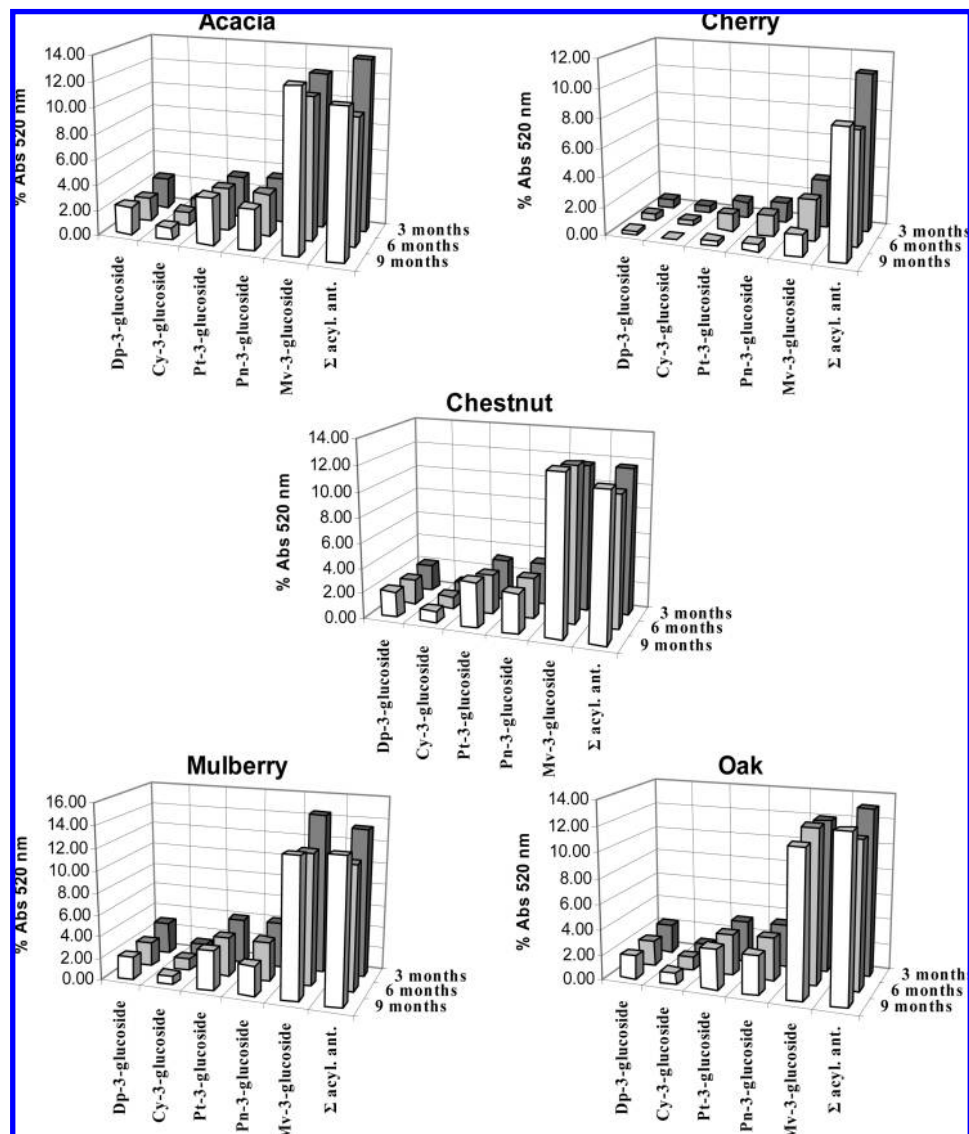 Acacia
% Abs 520 nm
14.00
12.00
10.00
8.00
6.00
4.00
2.00
0.00
3 months
6 months
9 months
Dp-3-glucoside
Cy-3-glucoside
Pt-3-glucoside
Pn-3-glucoside
Mv-3-glucoside
Σ acyl. ant.
Cherry
% Abs 520 nm
12.00
10.00
8.00
6.00
4.00
2.00
0.00
3 months
6 months
9 months
Dp-3-glucoside
Cy-3-glucoside
Pt-3-glucoside
Pn-3-glucoside
Mv-3-glucoside
Σ acyl. ant.
Chestnut
% Abs 520 nm
14.00
12.00
10.00
8.00
6.00
4.00
2.00
0.00
3 months
6 months
9 months
Dp-3-glucoside
Cy-3-glucoside
Pt-3-glucoside
Pn-3-glucoside
Mv-3-glucoside
Σ acyl. ant.
Mulberry
% Abs 520 nm
16.00
14.00
12.00
10.00
8.00
6.00
4.00
2.00
0.00
3 months
6 months
9 months
Dp-3-glucoside
Cy-3-glucoside
Pt-3-glucoside
Pn-3-glucoside
Mv-3-glucoside
Σ acyl. ant.
Oak
% Abs 520 nm
14.00
12.00
10.00
8.00
6.00
4.00
2.00
0.00
3 months
6 months
9 months
Dp-3-glucoside
Cy-3-glucoside
Pt-3-glucoside
Pn-3-glucoside
Mv-3-glucoside
Σ acyl. ant.